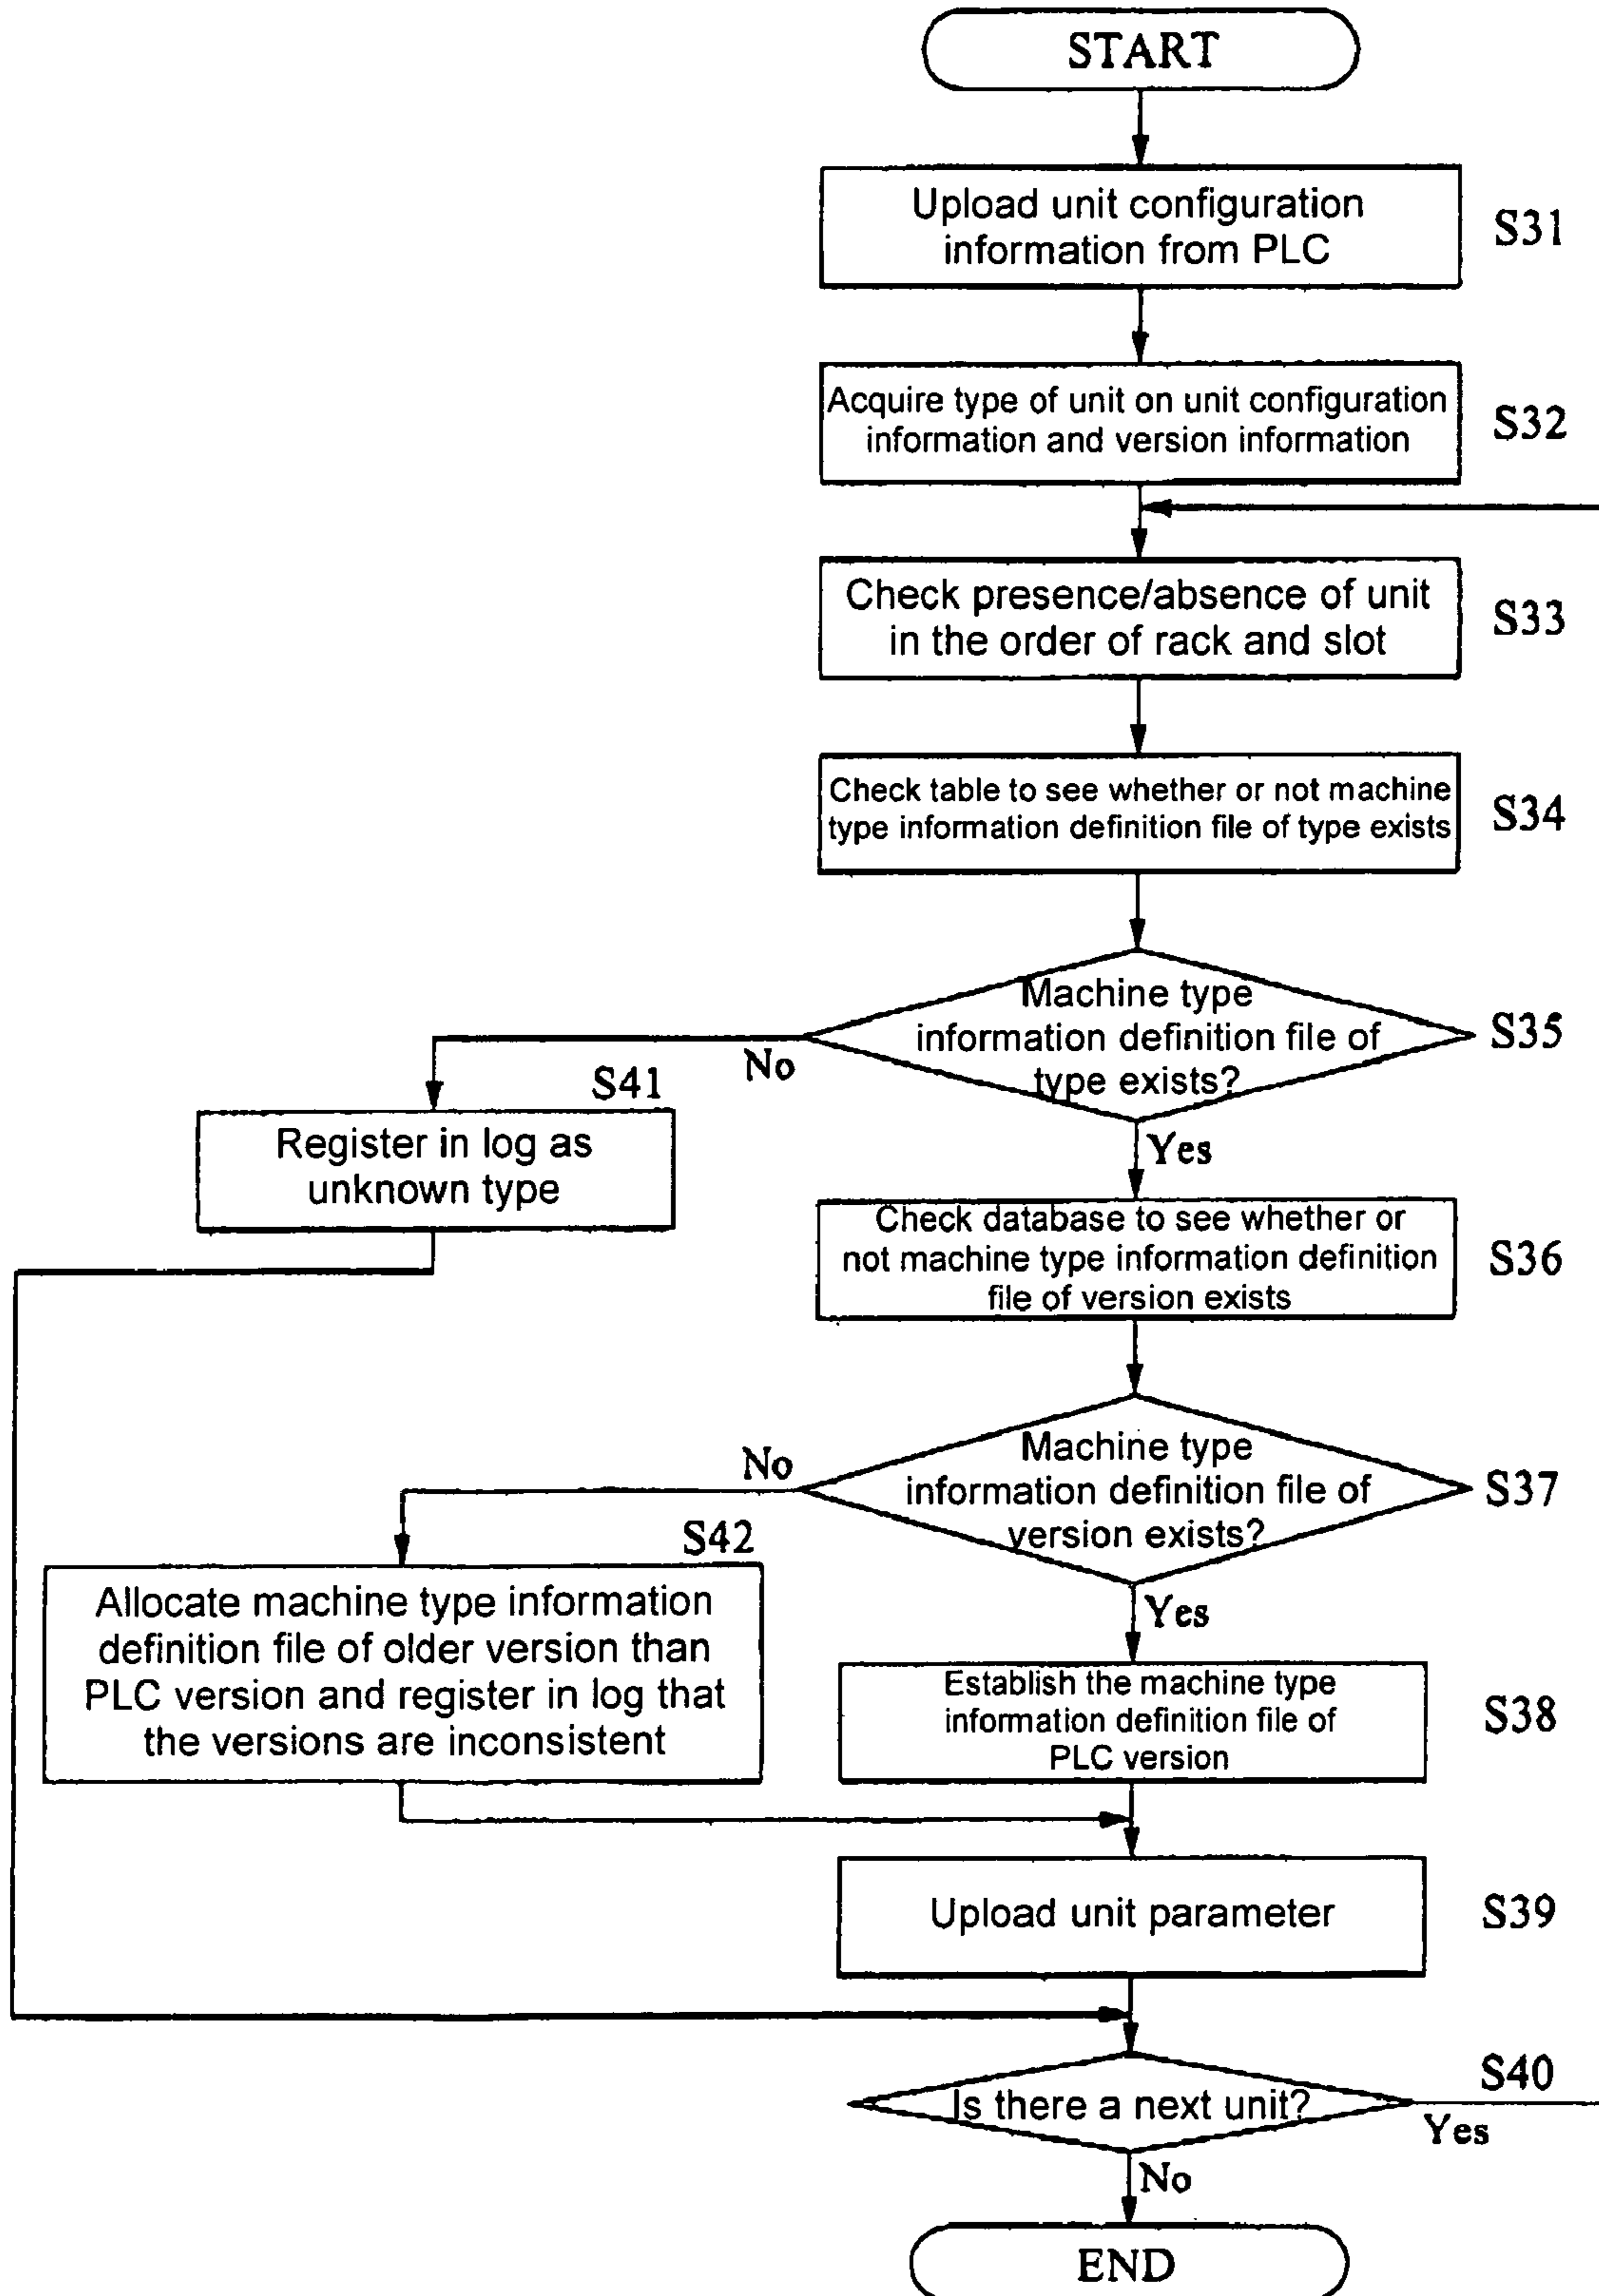 START
Upload unit configuration
information from PLC
S31
Acquire type of unit on unit configuration
information and version information
S32
Check presence/absence of unit
in the order of rack and slot
S33
Check table to see whether or not machine
type information definition file of type exists
S34
Machine type
information definition file of
type exists?
S35
No
S41
Register in log as
unknown type
Yes
Check database to see whether or
not machine type information definition
file of version exists
S36
Machine type
information definition file of
version exists?
S37
No
S42
Allocate machine type information
definition file of older version than
PLC version and register in log that
the versions are inconsistent
Yes
Establish the machine type
information definition file of
PLC version
S38
Upload unit parameter
S39
Is there a next unit?
S40
Yes
No
END